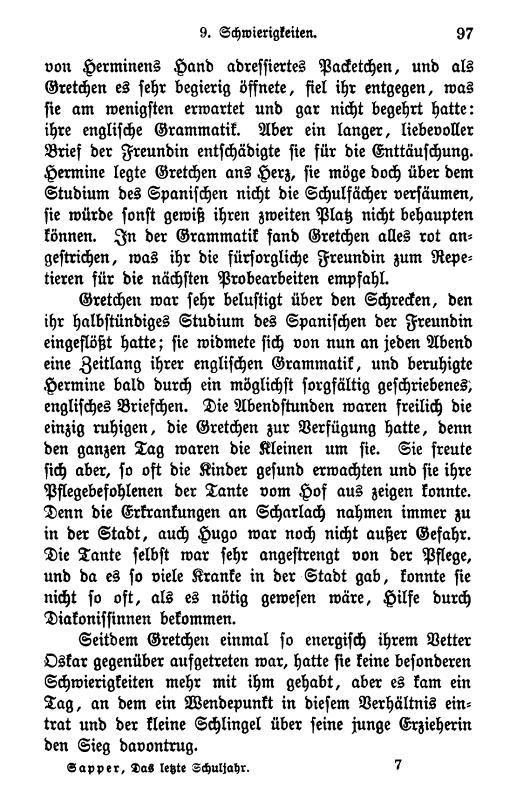 9. Schwierigkeiten. 97
von Herminens Hand adressiertes Packetchen, und als
Gretchen es sehr begierig öffnete, fiel ihr entgegen, was
sie am wenigsten erwartet und gar nicht begehrt hatte:
ihre englische Grammatik. Aber ein langer, liebevoller
Brief der Freundin entschädigte sie für die Enttäuschung.
Hermine legte Gretchen ans Herz, sie möge doch über dem
Studium des Spanischen nicht die Schulfächer versäumen,
sie würde sonst gewiß ihren zweiten Platz nicht behaupten
können. In der Grammatik fand Gretchen alles rot an-
gestrichen, was ihr die fürsorgliche Freundin zum Repe-
tieren für die nächsten Probearbeiten empfahl.
Gretchen war sehr belustigt über den Schrecken, den
ihr halbstündiges Studium des Spanischen der Freundin
eingeflößt hatte; sie widmete sich von nun an jeden Abend
eine Zeitlang ihrer englischen Grammatik, und beruhigte
Hermine bald durch ein möglichst sorgfältig geschriebenes,
englisches Briefchen. Die Abendstunden waren freilich die
einzig ruhigen, die Gretchen zur Verfügung hatte, denn
den ganzen Tag waren die Kleinen um sie. Sie freute
sich aber, so oft die Kinder gesund erwachten und sie ihre
Pflegebefohlenen der Tante vom Hof aus zeigen konnte.
Denn die Erkrankungen an Scharlach nahmen immer zu
in der Stadt, auch Hugo war noch nicht außer Gefahr.
Die Tante selbst war sehr angestrengt von der Pflege,
und da es so viele Kranke in der Stadt gab, konnte sie
nicht so oft, als es nötig gewesen wäre, Hilfe durch
Diakonissinnen bekommen.
Seitdem Gretchen einmal so energisch ihrem Vetter
Oskar gegenüber aufgetreten war, hatte sie keine besonderen
Schwierigkeiten mehr mit ihm gehabt, aber es kam ein
Tag, an dem ein Wendepunkt in diesem Verhältnis ein-
trat und der kleine Schlingel über seine junge Erzieherin
den Sieg davontrug.
Sapper, Das letzte Schuljahr. 7